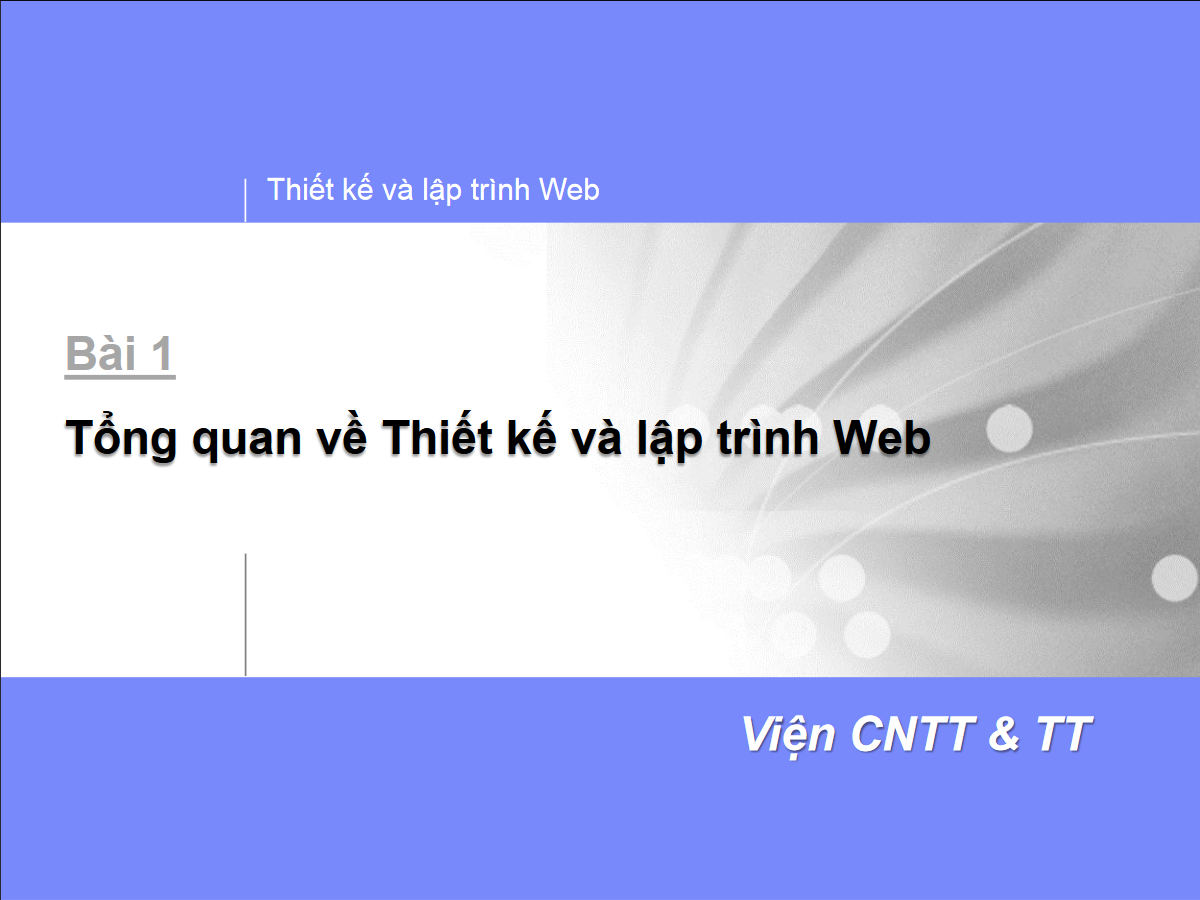 Thiết kế và lập trình Web
Bài 1
Tổng quan về Thiết kế và lập trình Web
Viện CNTT & TT